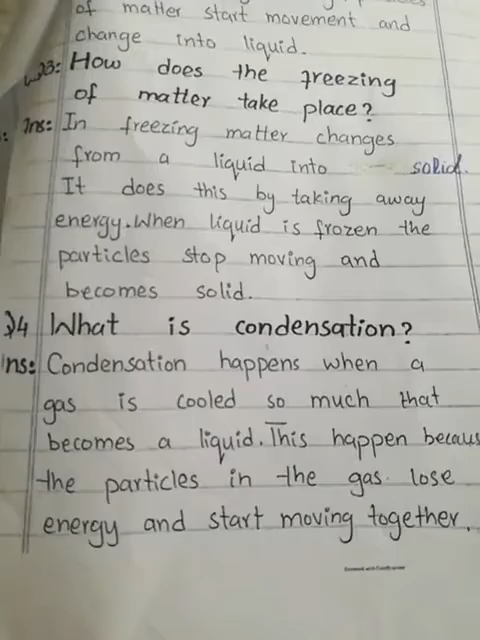 of matter start movement and
change into liquid.
How does the freezing
of matter take place?
Ans: In freezing matter changes
from a liquid into solid.
It does this by taking away
energy. When liquid is frozen the
particles stop moving and
becomes solid.
Q4 What is condensation?
Ans: Condensation happens when a
gas is cooled so much that
becomes a liquid. This happen becaus
the particles in the gas lose
energy and start moving together.